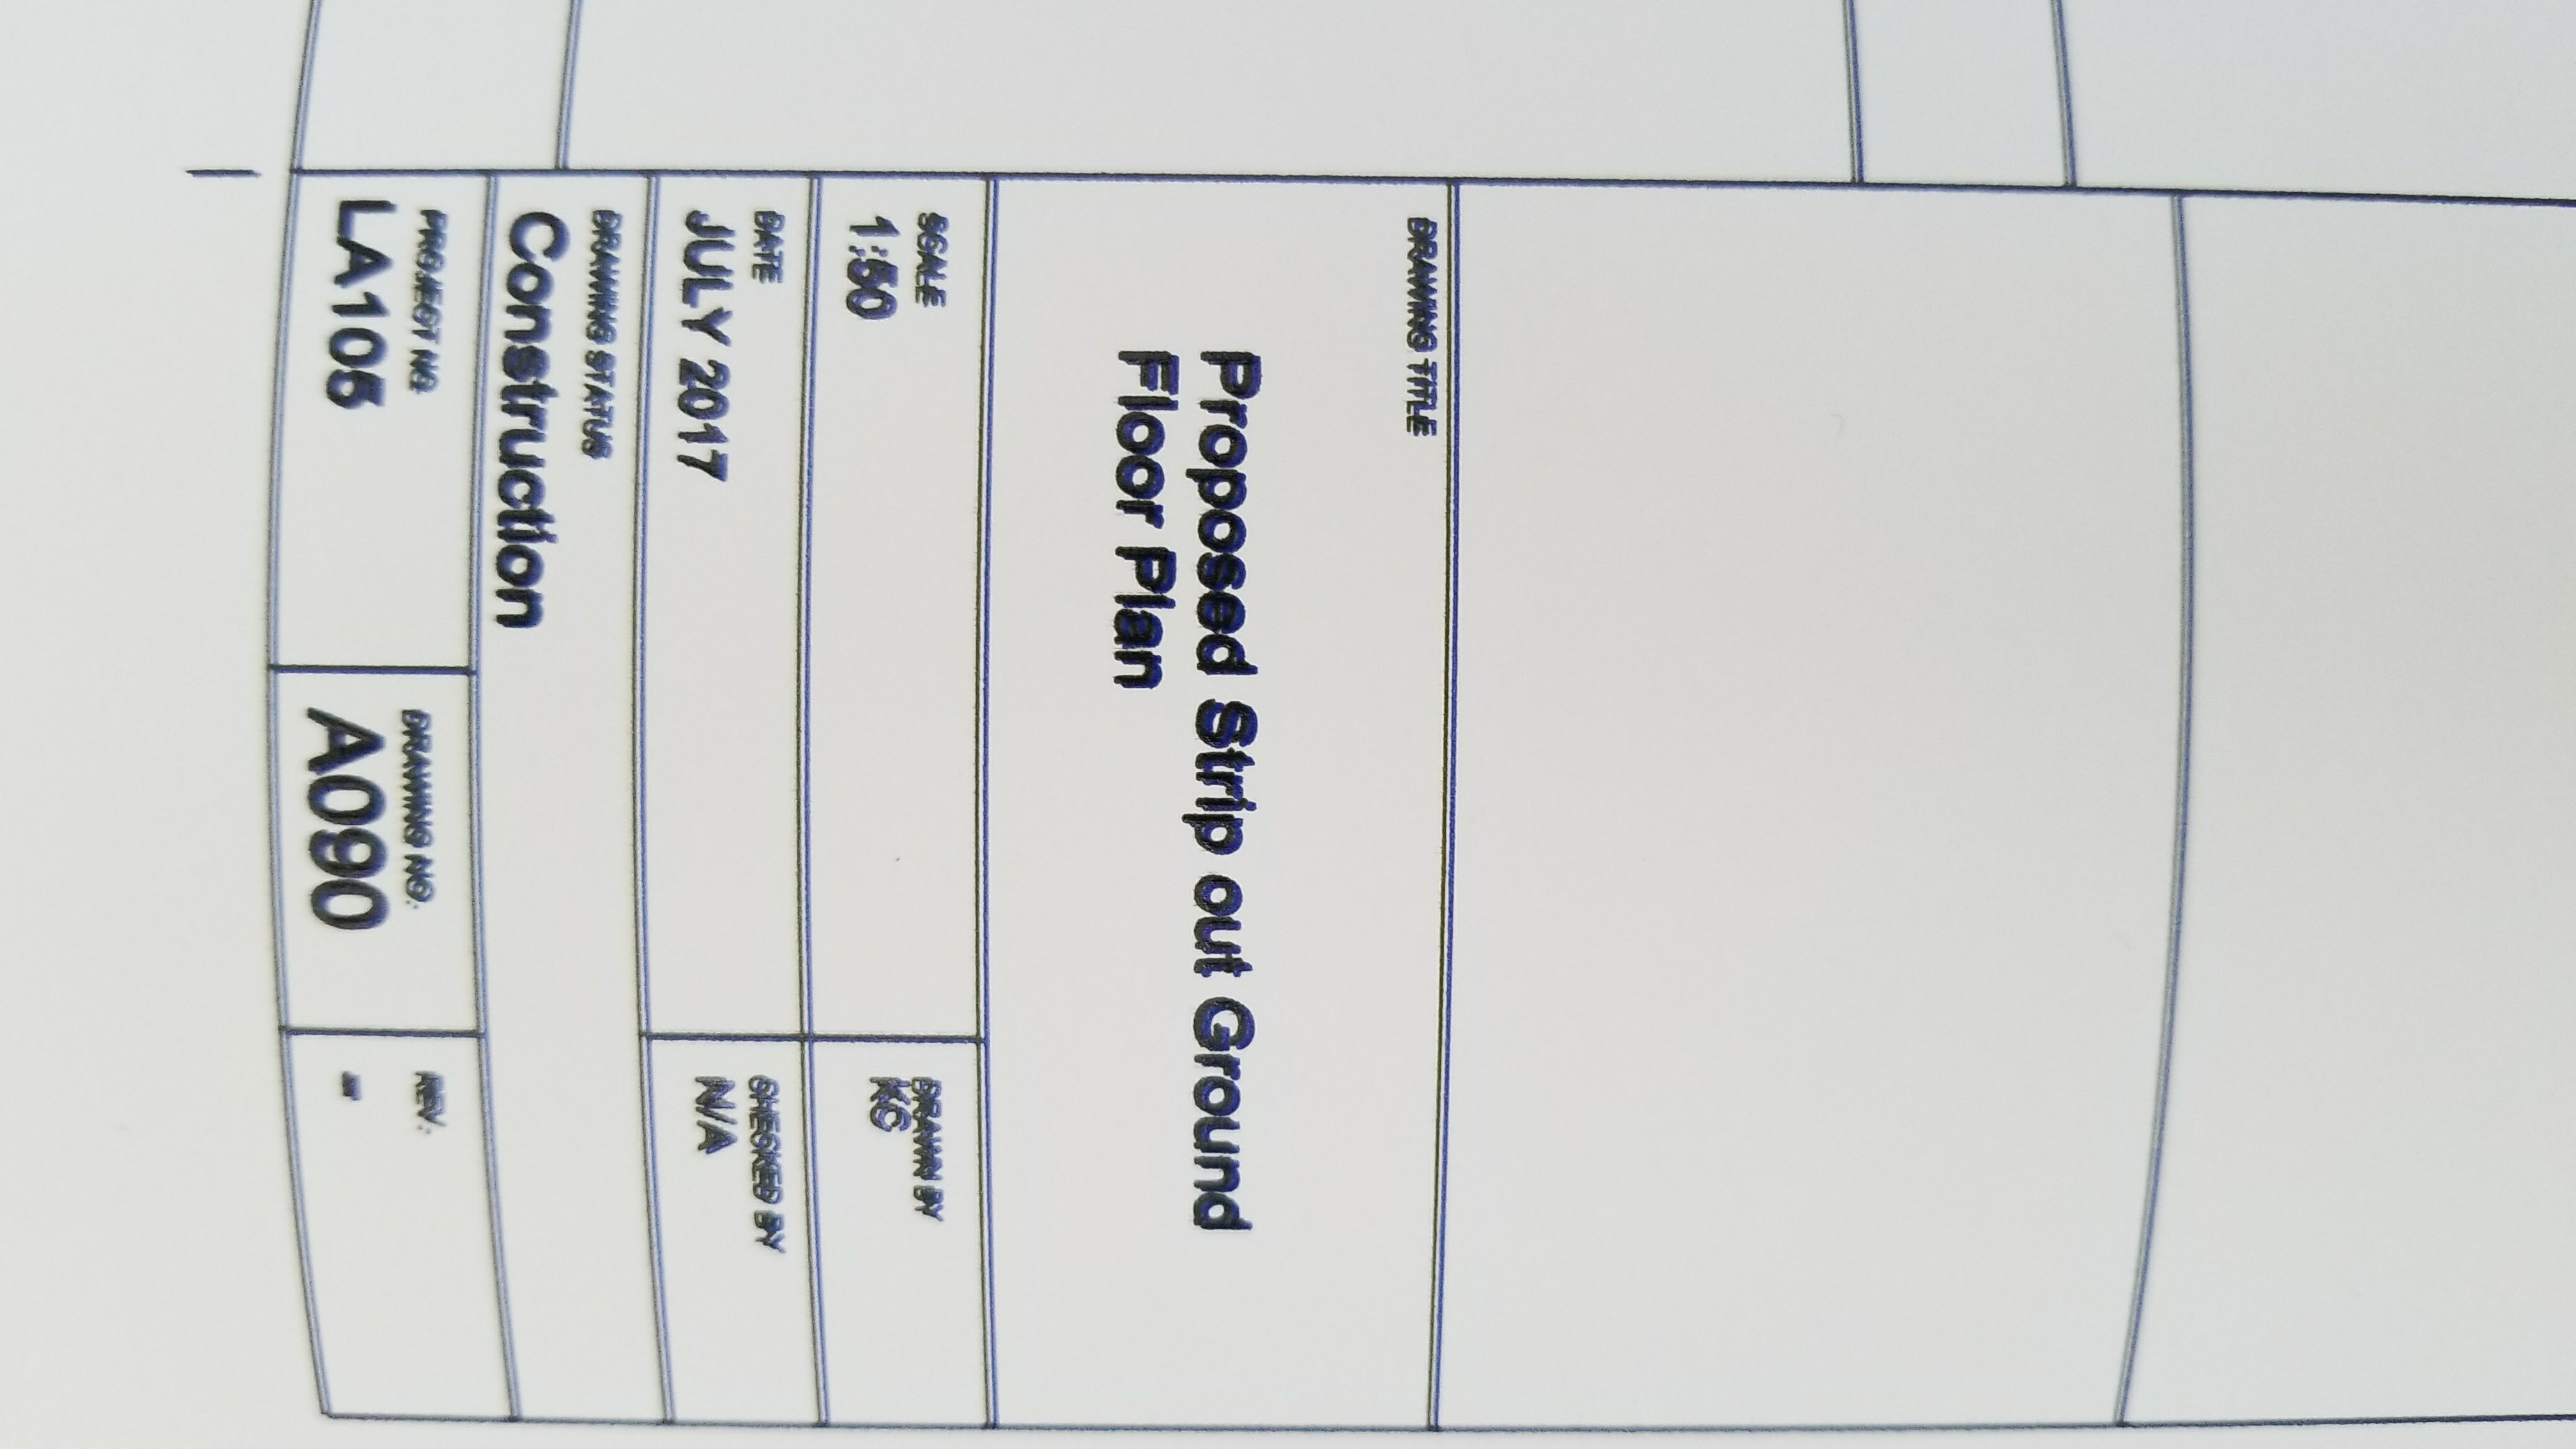 DRAWING TITLE
Proposed Strip out Ground
Floor Plan
SCALE
1:50
DRAWN BY
KC
DATE
JULY 2017
CHECKED BY
N/A
DRAWING STATUS
Construction
PROJECT NO.
LA105
DRAWING NO.:
A090
REV.:
-